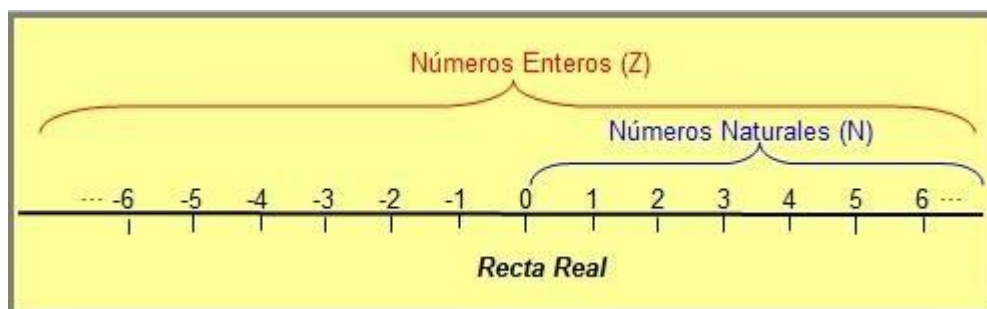 Números Enteros (Z)
Números Naturales (N)
--- -6 -5 -4 -3 -2 -1 0 1 2 3 4 5 6 ---
Recta Real